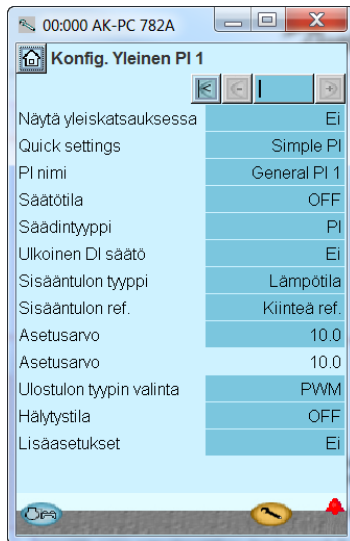 00:000 AK-PC 782A
Konfig. Yleinen PI 1
Näytä yleiskatsauksessa Ei
Quick settings Simple PI
PI nimi General PI 1
Säätötila OFF
Säädintyyppi PI
Ulkoinen DI säätö Ei
Sisääntulon tyyppi Lämpötila
Sisääntulon ref. Kiinteä ref.
Asetusarvo 10.0
Asetusarvo 10.0
Ulostulon tyypin valinta PWM
Hälytystila OFF
Lisäasetukset Ei